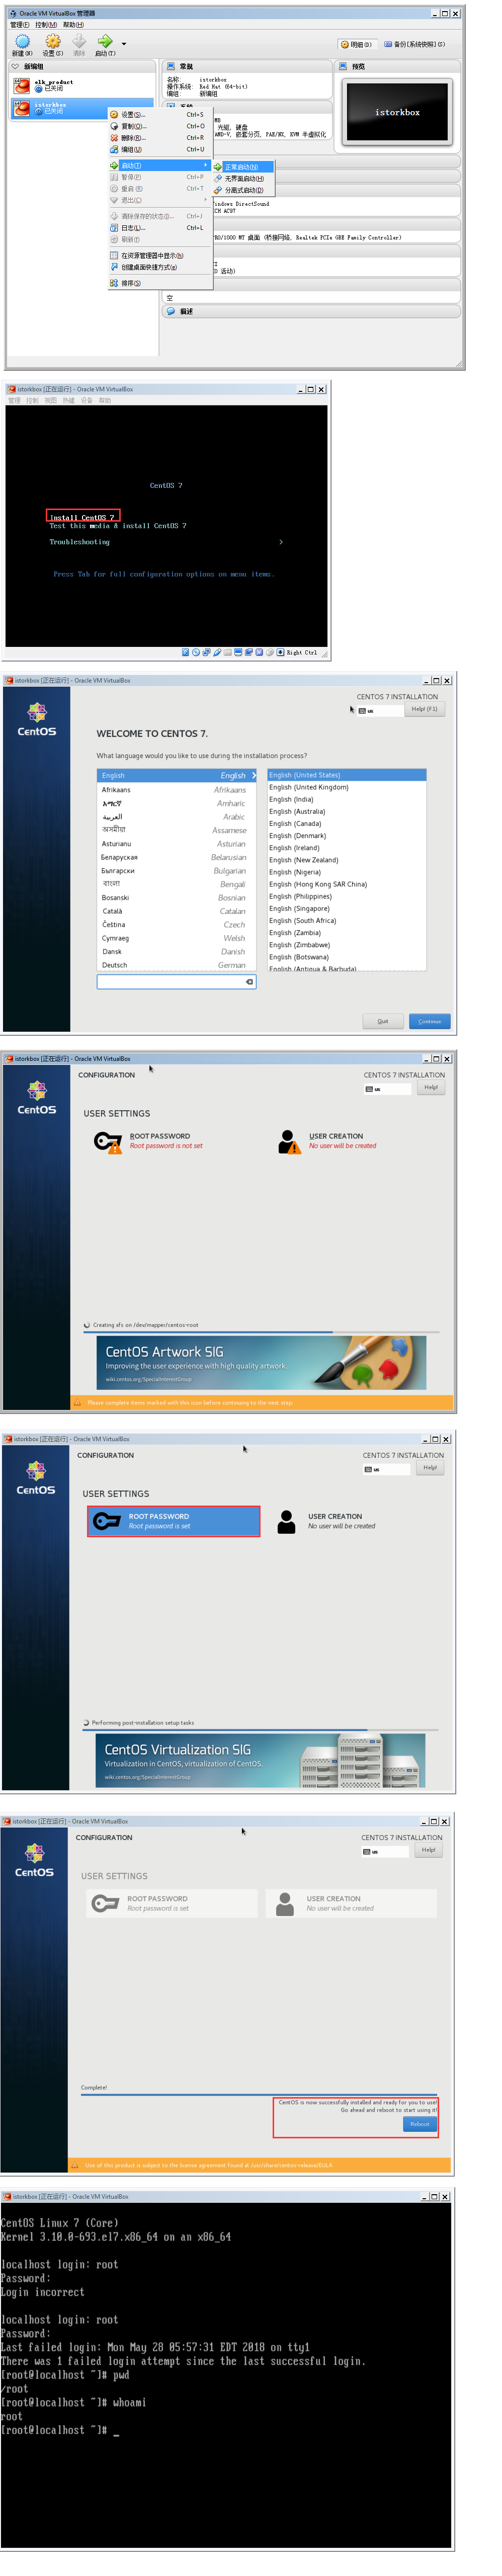 Oracle VM VirtualBox 管理器
管理(F) 控制(M) 帮助(H)
新建(N) 设置(S) 清除 启动(T)
明细(D) 备份[系统快照](S)
新编组
elk_product
已关闭
istorkbox
已关闭
常规
名称: istorkbox
操作系统: Red Hat (64-bit)
编组: 新编组
预览
istorkbox
系统
光驱, 硬盘
AMD-V, 嵌套分页, PAE/NX, KVM 半虚拟化
设置(S)... Ctrl+S
复制(O)... Ctrl+O
删除(R)... Ctrl+R
编组(U) Ctrl+U
启动(T)
暂停(P) Ctrl+P
重启(R) Ctrl+T
退出(C)
清除保存的状态(i)... Ctrl+J
日志(L)... Ctrl+L
刷新(f)
在资源管理器中显示(h)
创建桌面快捷方式(e)
排序(S)
正常启动(N)
无界面启动(H)
分离式启动(D)
Windows DirectSound
ICH AC97
PRO/1000 MT 桌面 (桥接网络, Realtek PCIe GBE Family Controller)
空
描述
istorkbox [正在运行] - Oracle VM VirtualBox
管理 控制 视图 热键 设备 帮助
CentOS 7
Install CentOS 7
Test this media & install CentOS 7
Troubleshooting >
Press Tab for full configuration options on menu items.
Right Ctrl
istorkbox [正在运行] - Oracle VM VirtualBox
CentOS
CENTOS 7 INSTALLATION
us
Help! (F1)
WELCOME TO CENTOS 7.
What language would you like to use during the installation process?
English English
Afrikaans Afrikaans
አማርኛ Amharic
العربية Arabic
অসমীয়া Assamese
Asturianu Asturian
Беларуская Belarusian
Български Bulgarian
বাংলা Bengali
Bosanski Bosnian
Català Catalan
Čeština Czech
Cymraeg Welsh
Dansk Danish
Deutsch German
English (United States)
English (United Kingdom)
English (India)
English (Australia)
English (Canada)
English (Denmark)
English (Ireland)
English (New Zealand)
English (Nigeria)
English (Hong Kong SAR China)
English (Philippines)
English (Singapore)
English (South Africa)
English (Zambia)
English (Zimbabwe)
English (Botswana)
English (Antigua & Barbuda)
Quit Continue
istorkbox [正在运行] - Oracle VM VirtualBox
CentOS
CONFIGURATION
CENTOS 7 INSTALLATION
us
Help!
USER SETTINGS
ROOT PASSWORD
Root password is not set
USER CREATION
No user will be created
Creating xfs on /dev/mapper/centos-root
CentOS Artwork SIG
Improving the user experience with high quality artwork.
wiki.centos.org/SpecialInterestGroup
Please complete items marked with this icon before continuing to the next step.
istorkbox [正在运行] - Oracle VM VirtualBox
CentOS
CONFIGURATION
CENTOS 7 INSTALLATION
us
Help!
USER SETTINGS
ROOT PASSWORD
Root password is set
USER CREATION
No user will be created
Performing post-installation setup tasks
CentOS Virtualization SIG
Virtualization in CentOS, virtualization of CentOS.
wiki.centos.org/SpecialInterestGroup
istorkbox [正在运行] - Oracle VM VirtualBox
CentOS
CONFIGURATION
CENTOS 7 INSTALLATION
us
Help!
USER SETTINGS
ROOT PASSWORD
Root password is set
USER CREATION
No user will be created
Complete!
CentOS is now successfully installed and ready for you to use!
Go ahead and reboot to start using it!
Reboot
Use of this product is subject to the license agreement found at /usr/share/centos-release/EULA
istorkbox [正在运行] - Oracle VM VirtualBox
CentOS Linux 7 (Core)
Kernel 3.10.0-693.el7.x86_64 on an x86_64
localhost login: root
Password:
Login incorrect
localhost login: root
Password:
Last failed login: Mon May 28 05:57:31 EDT 2018 on tty1
There was 1 failed login attempt since the last successful login.
[root@localhost ~]# pwd
/root
[root@localhost ~]# whoami
root
[root@localhost ~]# _